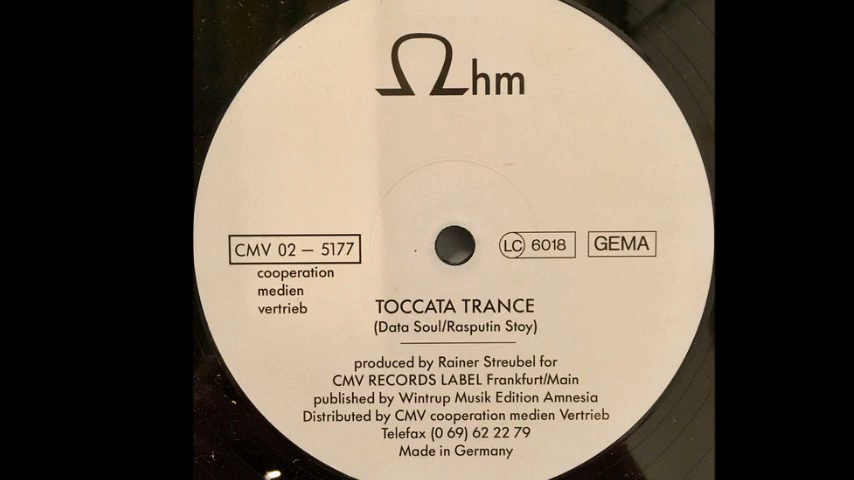 Ωhm
CMV 02 – 5177
LC 6018
GEMA
cooperation
medien
vertrieb
TOCCATA TRANCE
(Data Soul/Rasputin Stoy)
produced by Rainer Streubel for
CMV RECORDS LABEL Frankfurt/Main
published by Wintrup Musik Edition Amnesia
Distributed by CMV cooperation medien Vertrieb
Telefax (0 69) 62 22 79
Made in Germany